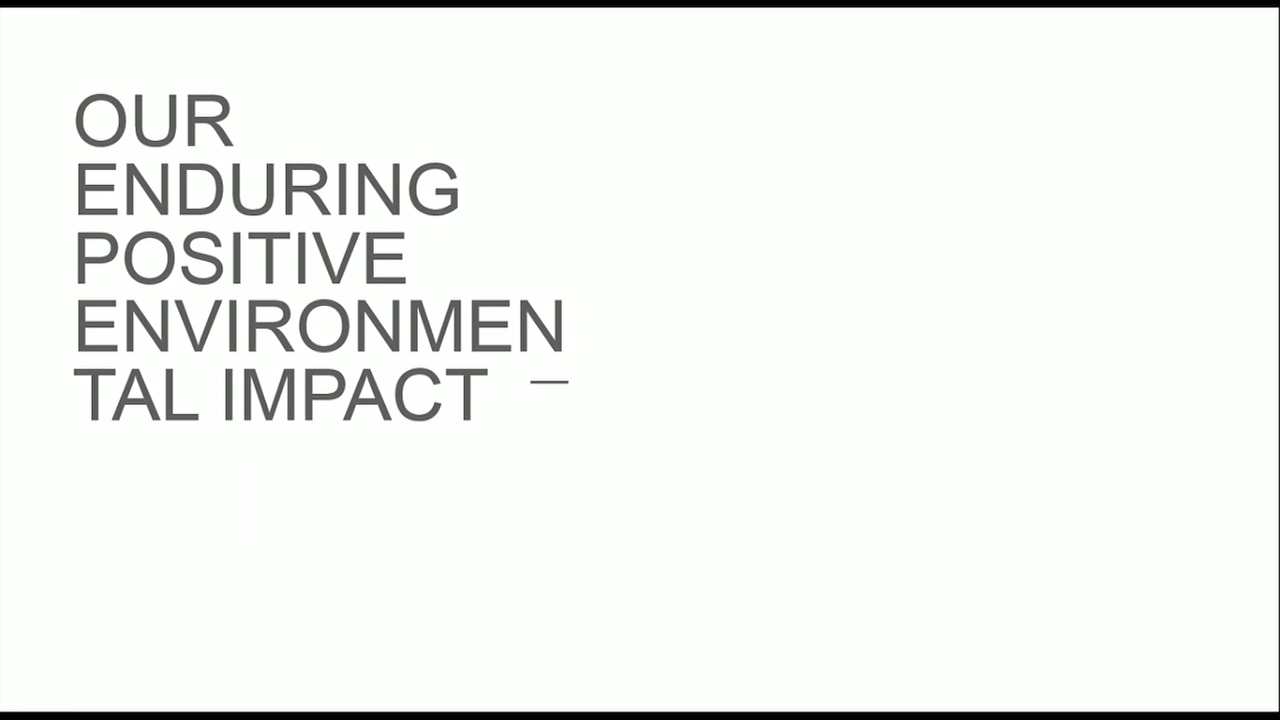 OUR
ENDURING
POSITIVE
ENVIRONMEN
TAL IMPACT